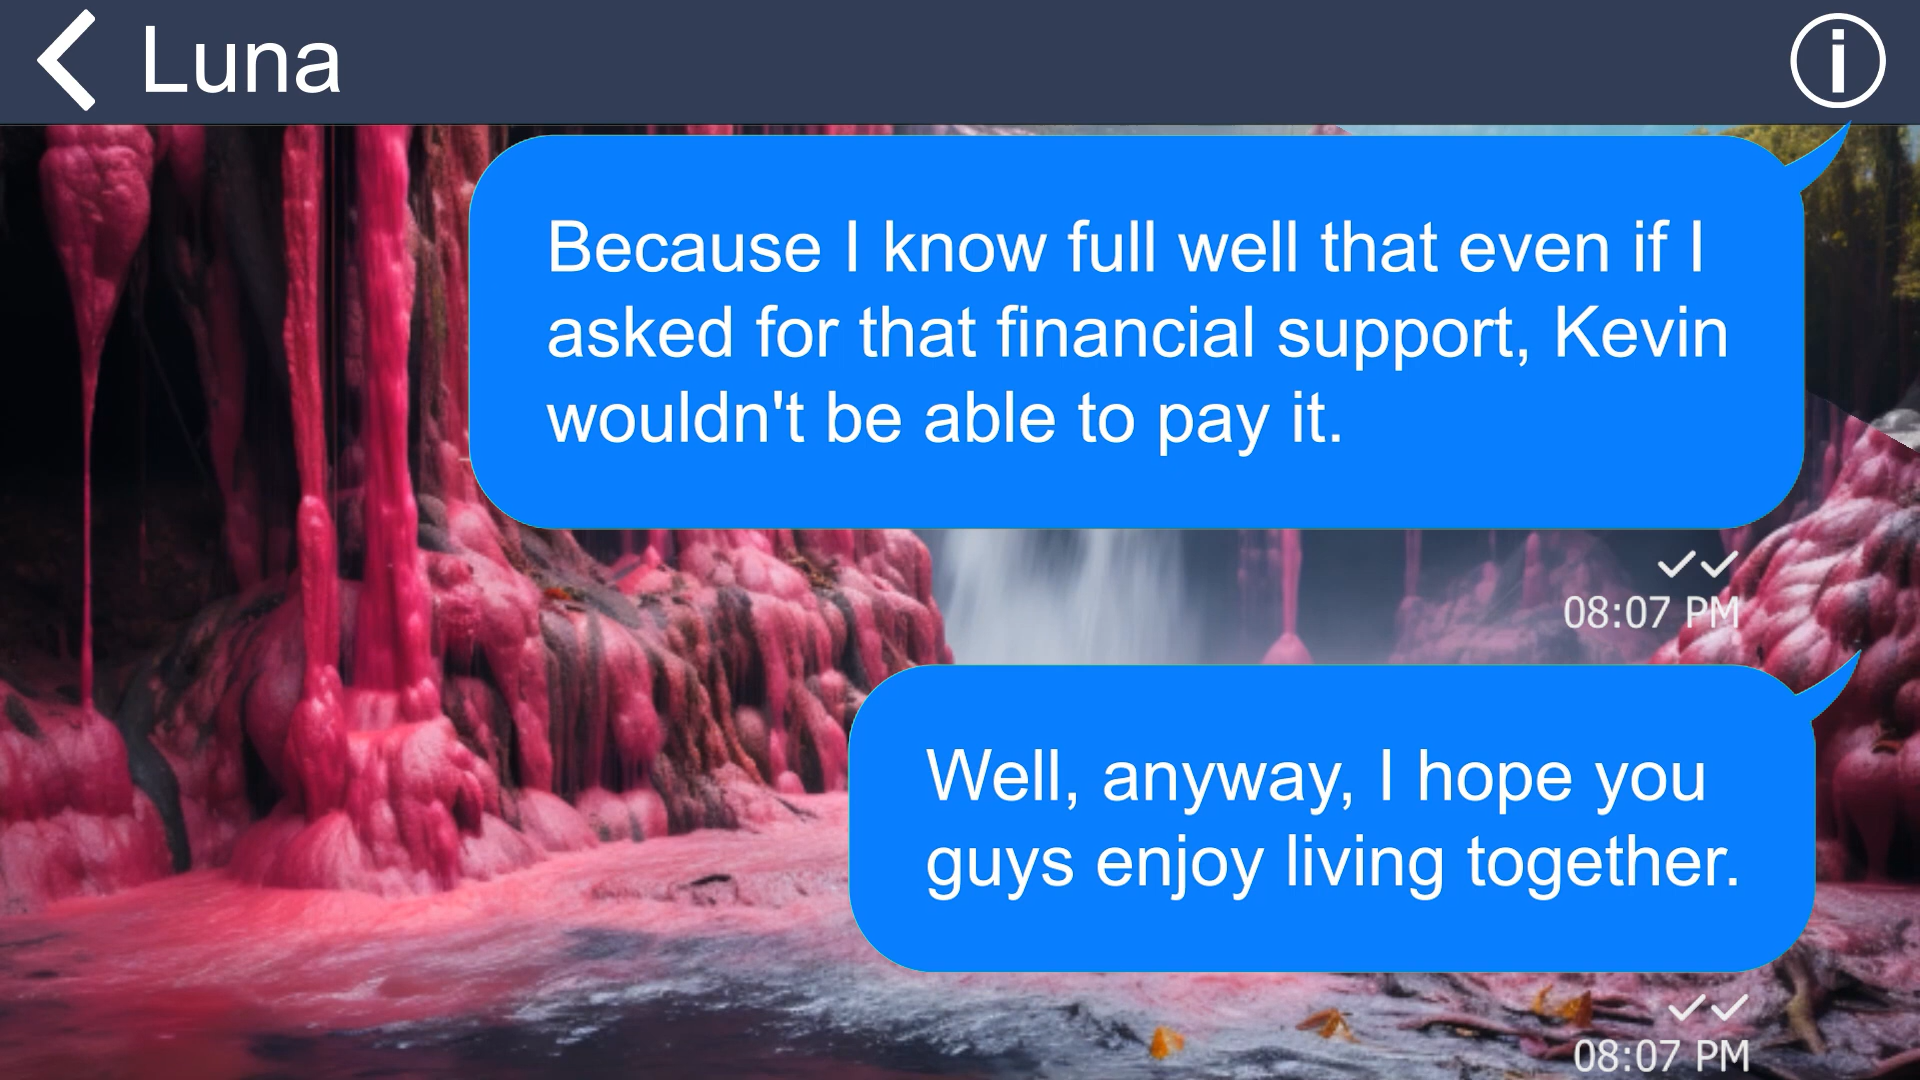 Luna
Because I know full well that even if I
asked for that financial support, Kevin
wouldn't be able to pay it.
08:07 PM
Well, anyway, I hope you
guys enjoy living together.
08:07 PM